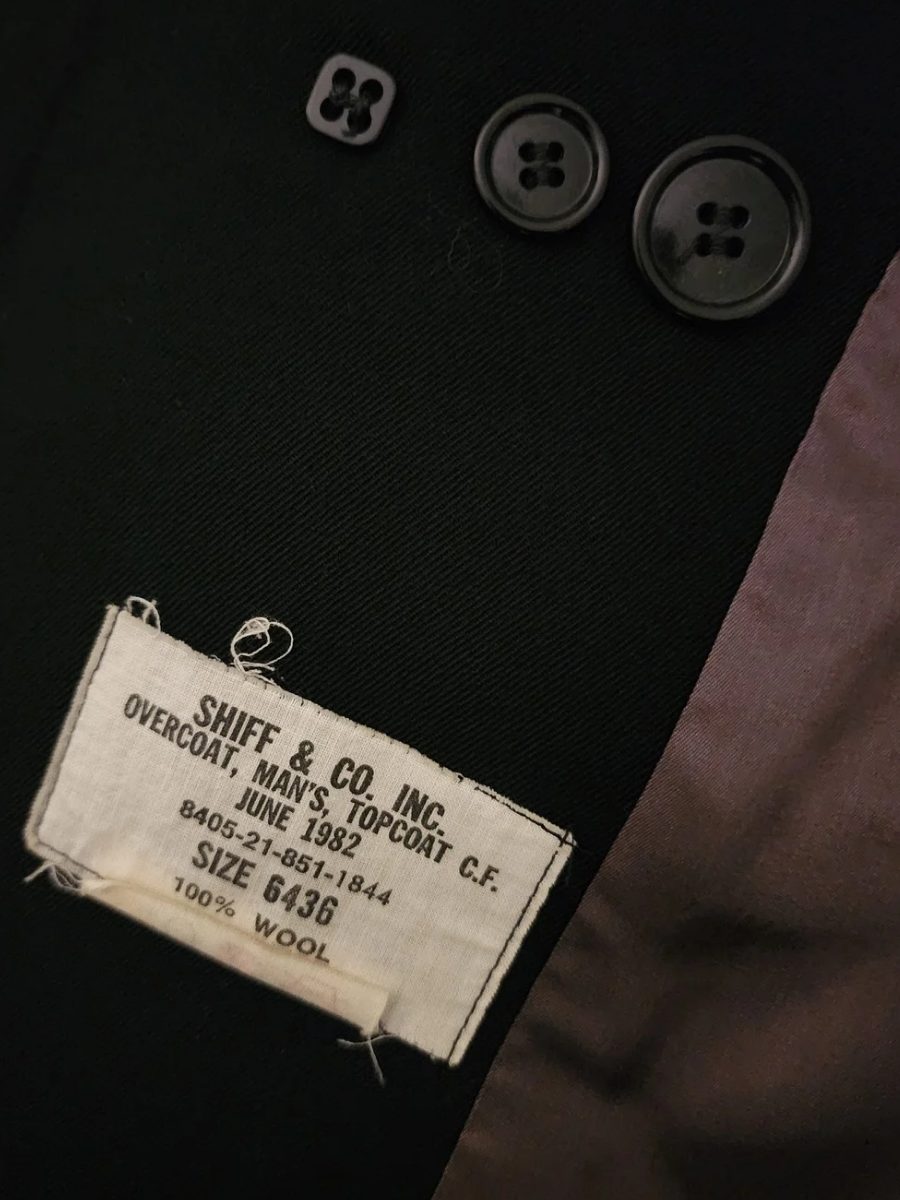 SHIFF & CO. INC.
OVERCOAT, MAN'S, TOPCOAT C.F.
JUNE 1982
8405-21-851-1844
SIZE 6436
100% WOOL